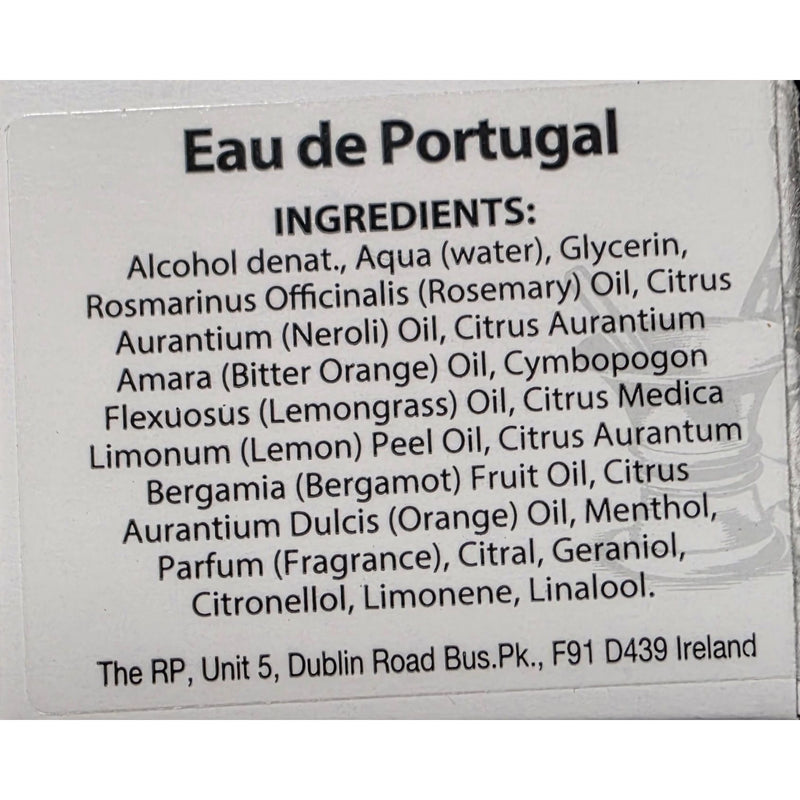 Eau de Portugal
INGREDIENTS:
Alcohol denat., Aqua (water), Glycerin,
Rosmarinus Officinalis (Rosemary) Oil, Citrus
Aurantium (Neroli) Oil, Citrus Aurantium
Amara (Bitter Orange) Oil, Cymbopogon
Flexuosus (Lemongrass) Oil, Citrus Medica
Limonum (Lemon) Peel Oil, Citrus Aurantum
Bergamia (Bergamot) Fruit Oil, Citrus
Aurantium Dulcis (Orange) Oil, Menthol,
Parfum (Fragrance), Citral, Geraniol,
Citronellol, Limonene, Linalool.
The RP, Unit 5, Dublin Road Bus.Pk., F91 D439 Ireland